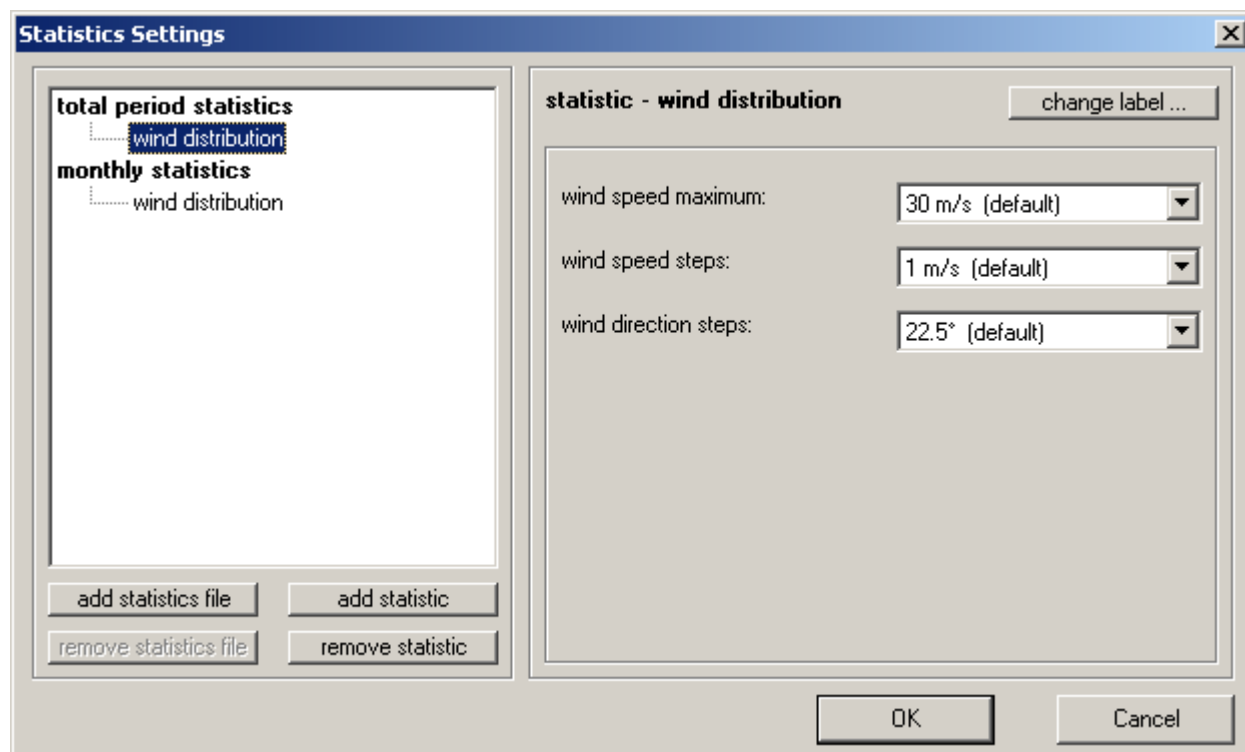 Statistics Settings
total period statistics
wind distribution
monthly statistics
wind distribution
add statistics file
add statistic
remove statistics file
remove statistic
statistic - wind distribution
change label ...
wind speed maximum:
30 m/s (default)
wind speed steps:
1 m/s (default)
wind direction steps:
22.5° (default)
OK
Cancel